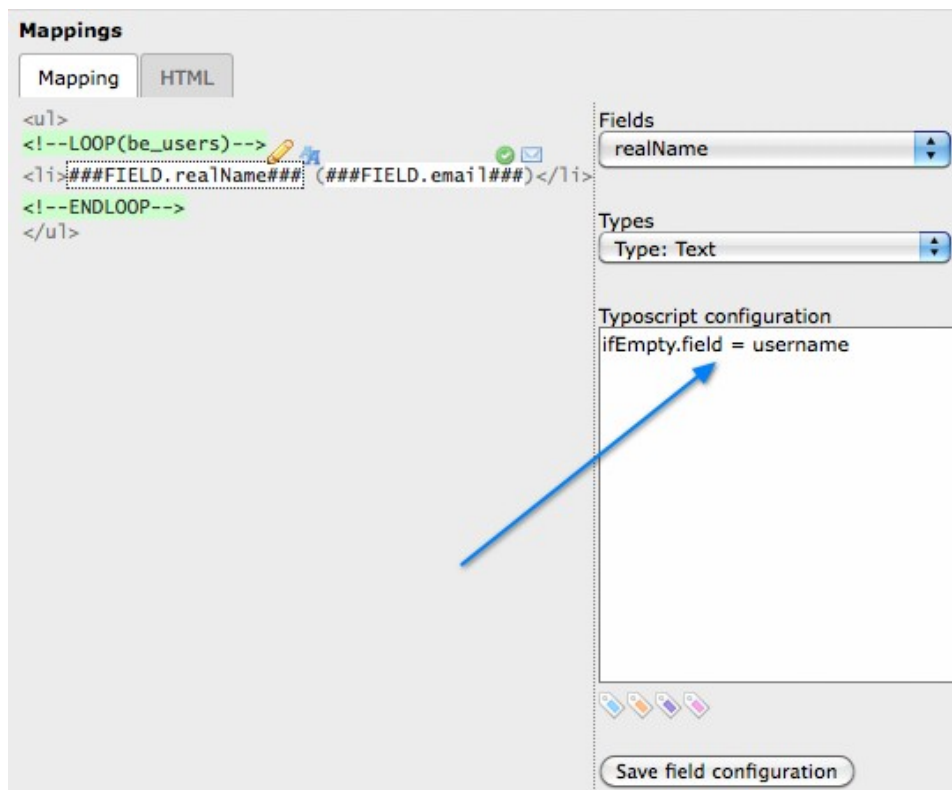 Mappings
Mapping
HTML
<ul>
<!--LOOP(be_users)-->
<li>###FIELD.realName### (###FIELD.email###)</li>
<!--ENDLOOP-->
</ul>
Fields
realName
Types
Type: Text
Typoscript configuration
ifEmpty.field = username
Save field configuration